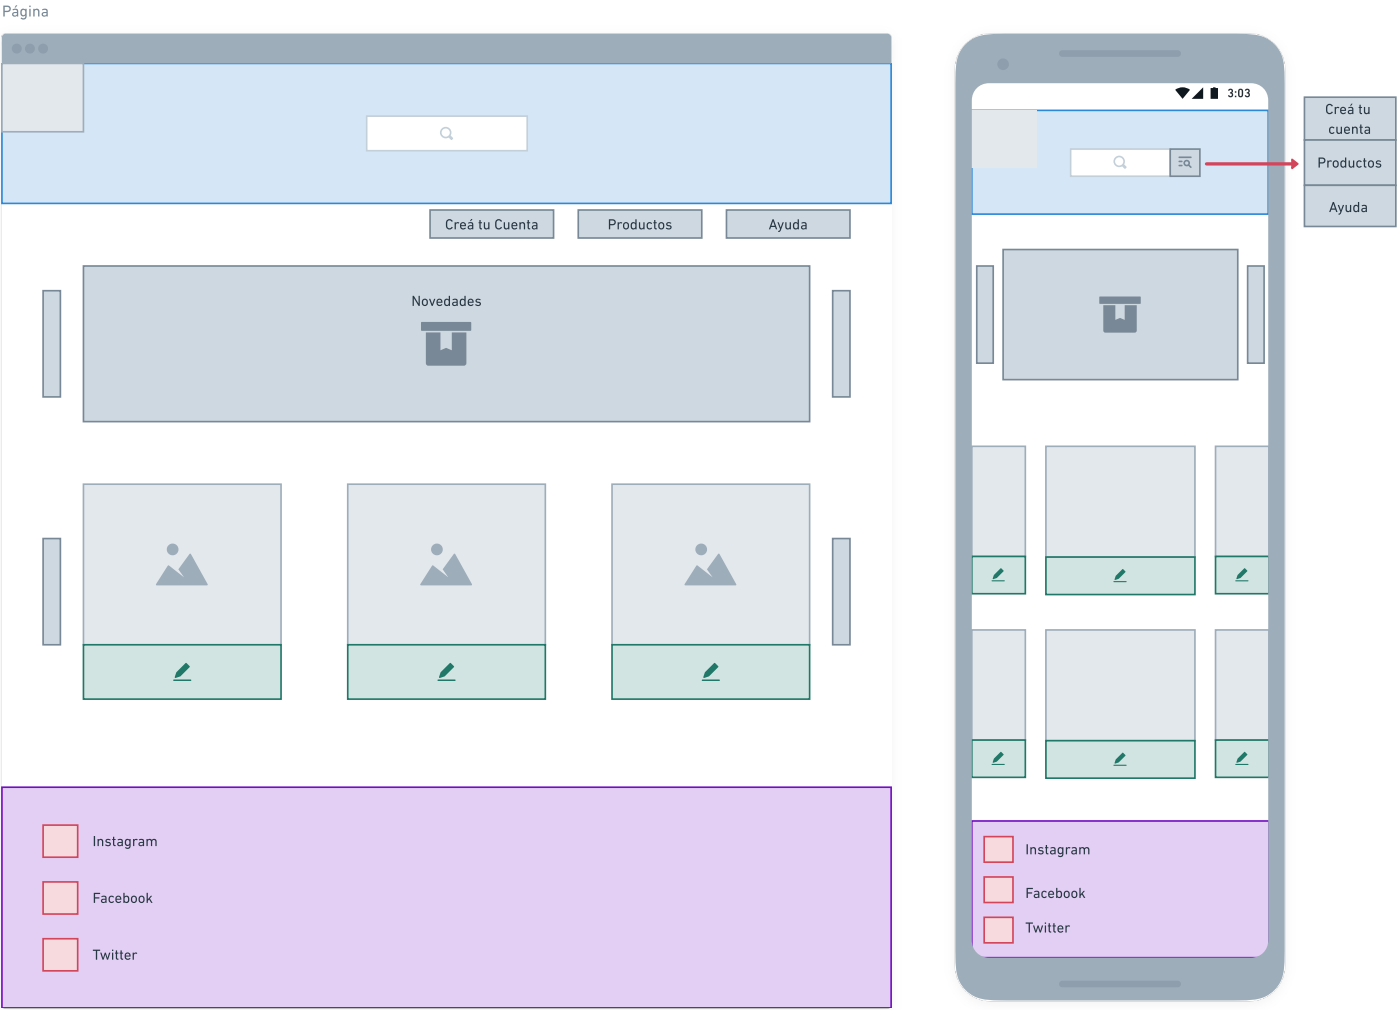 Página
Creá tu Cuenta
Productos
Ayuda
Novedades
Instagram
Facebook
Twitter
3:03
Creá tu
cuenta
Productos
Ayuda
Instagram
Facebook
Twitter